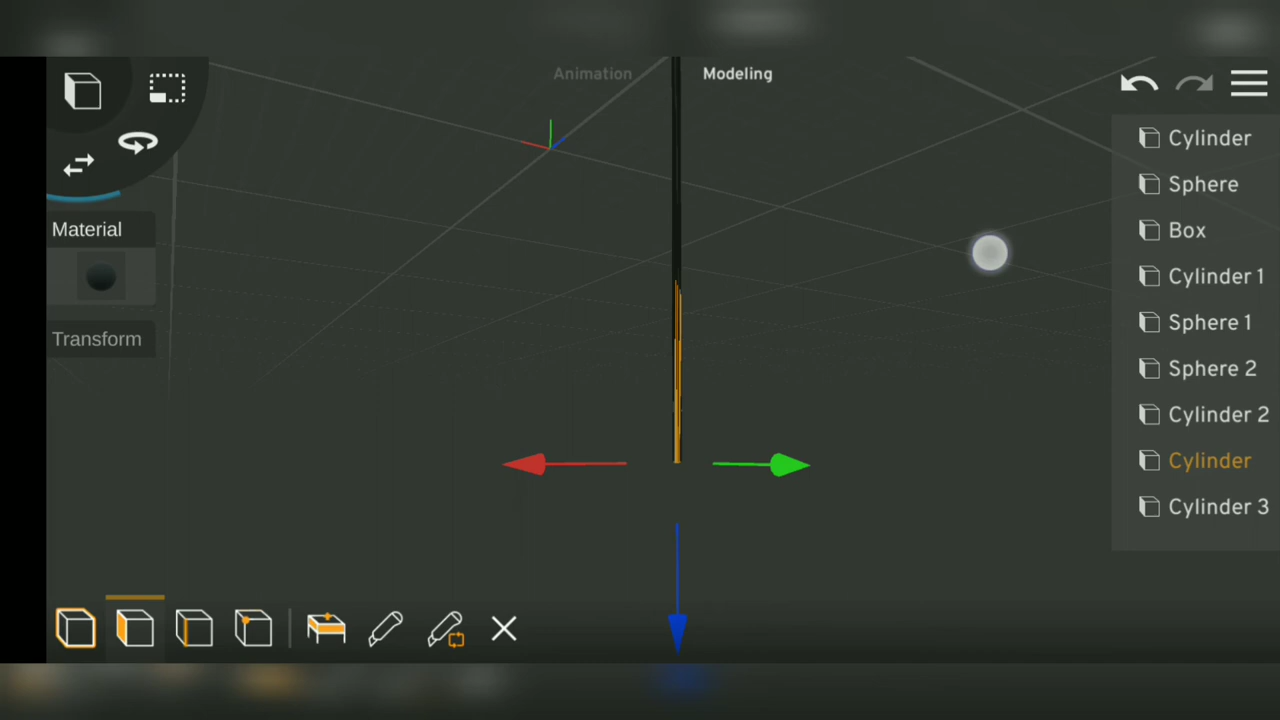 Animation
Modeling
Material
Transform
Cylinder
Sphere
Box
Cylinder 1
Sphere 1
Sphere 2
Cylinder 2
Cylinder
Cylinder 3